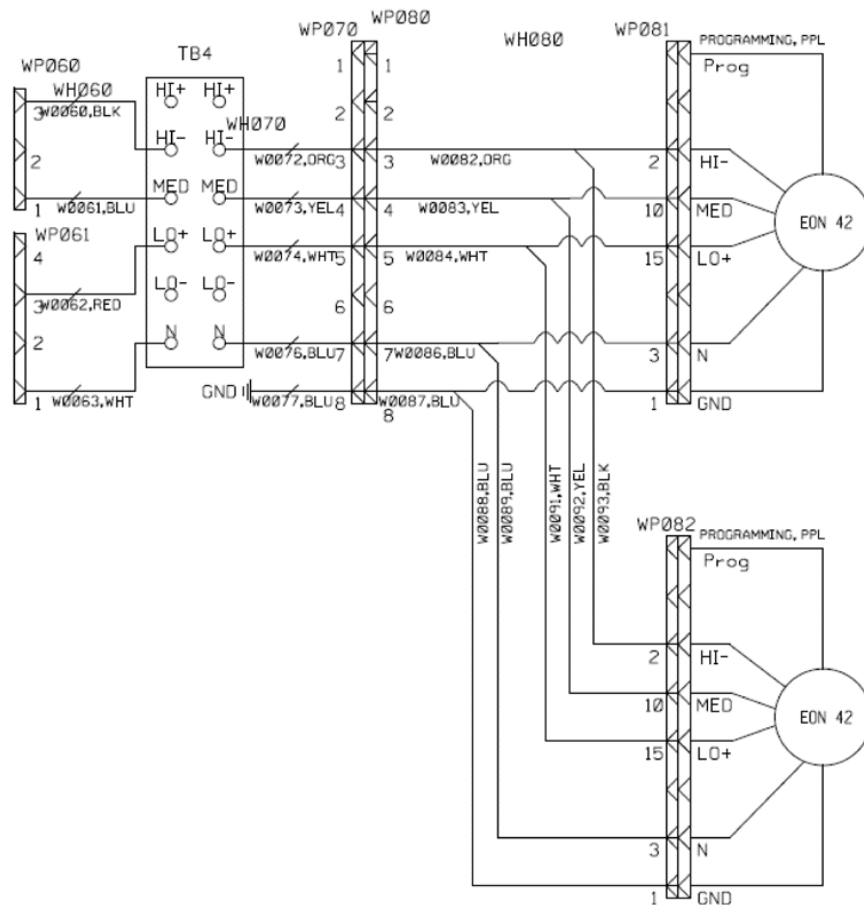 WP070
WP080
WH080
WP081
PROGRAMMING, PPL
Prog
TB4
WP060
WH060
HI+ HI+
1 1
3
W0060,BLK
2 2
WH070
HI- HI-
2
W0072,ORG 3 3 W0082,ORG 2 HI-
MED MED
1 W0061,BLU
W0073,YEL 4 4 W0083,YEL 10 MED
EON 42
WP061
LO+ LO+
4
W0074,WHT 5 5 W0084,WHT 15 LO+
LO- LO-
3 W0062,RED
6 6
N N
2
W0076,BLU 7 7 W0086,BLU 3 N
GND
1 W0063,WHT
W0077,BLU 8 8 W0087,BLU 1 GND
W0088,BLU
W0089,BLU
W0091,WHT
W0092,YEL
W0093,BLK
WP082
PROGRAMMING, PPL
Prog
2 HI-
10 MED
EON 42
15 LO+
3 N
1 GND